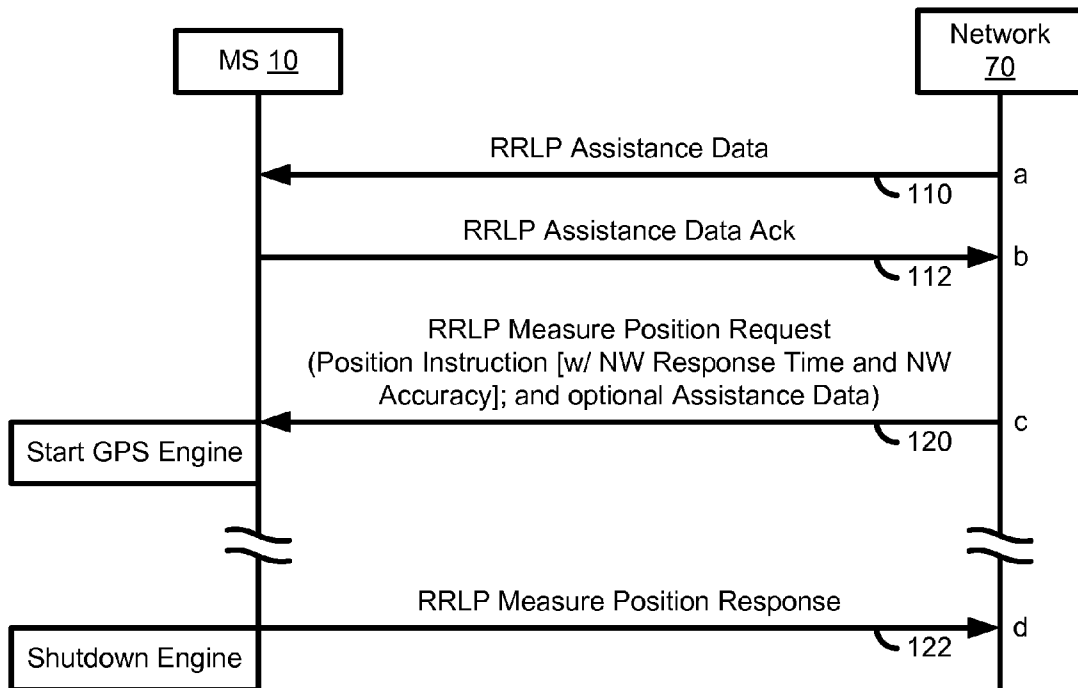 MS 10
Network
70
RRLP Assistance Data
a
110
RRLP Assistance Data Ack
b
112
RRLP Measure Position Request
(Position Instruction [w/ NW Response Time and NW
Accuracy]; and optional Assistance Data)
c
120
Start GPS Engine
RRLP Measure Position Response
d
122
Shutdown Engine